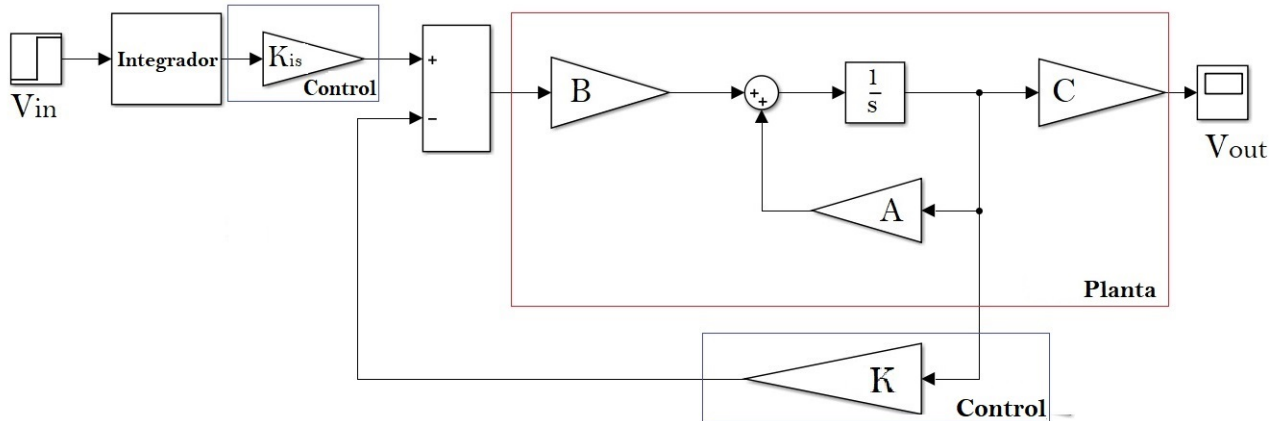 Vin
Integrador
Kis
Control
+
−
B
+
+
1
s
C
Vout
A
Planta
K
Control